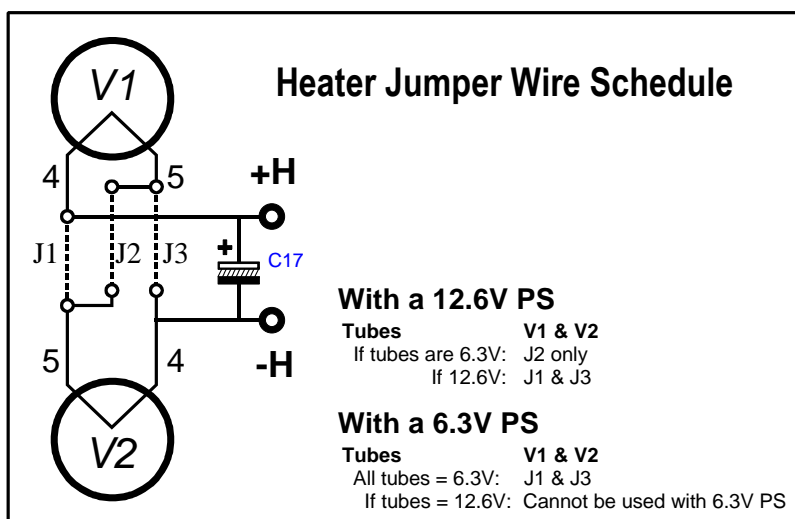 V1
Heater Jumper Wire Schedule
4
5
+H
J1
J2
J3
+
C17
5
4
-H
V2
With a 12.6V PS
Tubes V1 & V2
If tubes are 6.3V: J2 only
If 12.6V: J1 & J3
With a 6.3V PS
Tubes V1 & V2
All tubes = 6.3V: J1 & J3
If tubes = 12.6V: Cannot be used with 6.3V PS